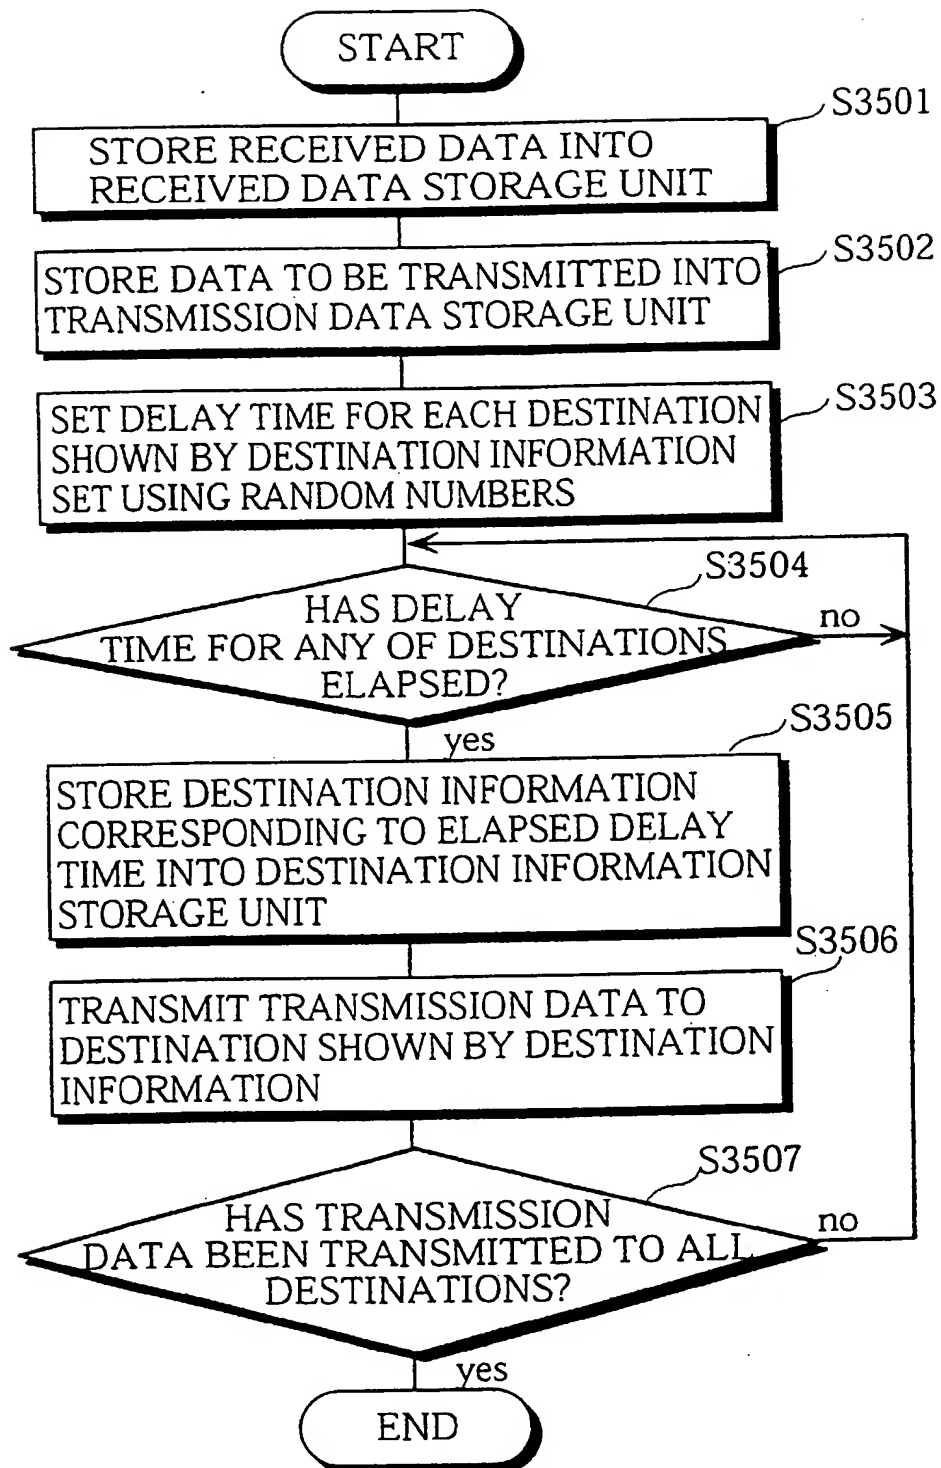 START
S3501
STORE RECEIVED DATA INTO
RECEIVED DATA STORAGE UNIT
S3502
STORE DATA TO BE TRANSMITTED INTO
TRANSMISSION DATA STORAGE UNIT
S3503
SET DELAY TIME FOR EACH DESTINATION
SHOWN BY DESTINATION INFORMATION
SET USING RANDOM NUMBERS
S3504
HAS DELAY
TIME FOR ANY OF DESTINATIONS
ELAPSED?
no
yes
S3505
STORE DESTINATION INFORMATION
CORRESPONDING TO ELAPSED DELAY
TIME INTO DESTINATION INFORMATION
STORAGE UNIT
S3506
TRANSMIT TRANSMISSION DATA TO
DESTINATION SHOWN BY DESTINATION
INFORMATION
S3507
HAS TRANSMISSION
DATA BEEN TRANSMITTED TO ALL
DESTINATIONS?
no
yes
END